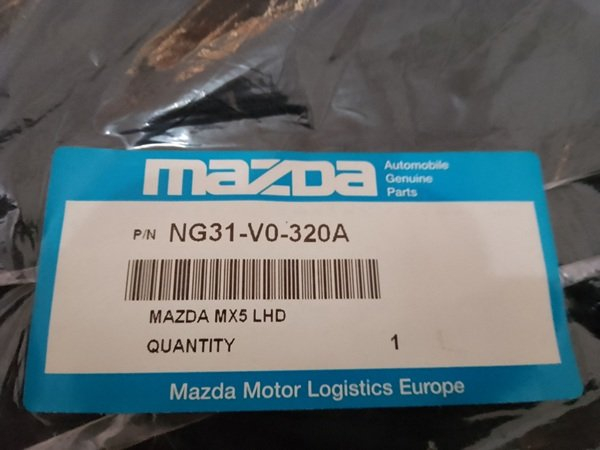 mazda Automobile
Genuine
Parts
P/N NG31-V0-320A
MAZDA MX5 LHD
QUANTITY 1
Mazda Motor Logistics Europe